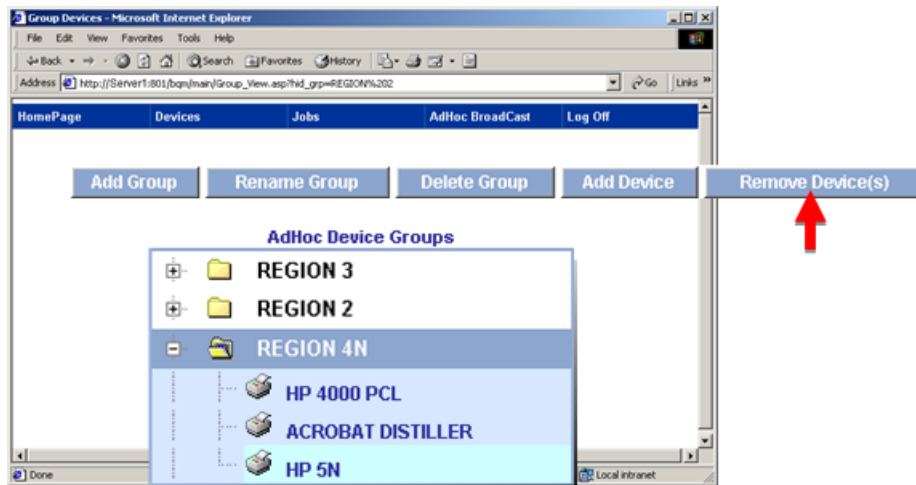 Group Devices - Microsoft Internet Explorer
File Edit View Favorites Tools Help
Back Search Favorites History
Address http://Server1:801/bqm/main/Group_View.asp?hid_grp=REGION%202 Go Links »
HomePage Devices Jobs AdHoc BroadCast Log Off
Add Group Rename Group Delete Group Add Device Remove Device(s)
AdHoc Device Groups
REGION 3
REGION 2
REGION 4N
HP 4000 PCL
ACROBAT DISTILLER
HP 5N
Done Local intranet